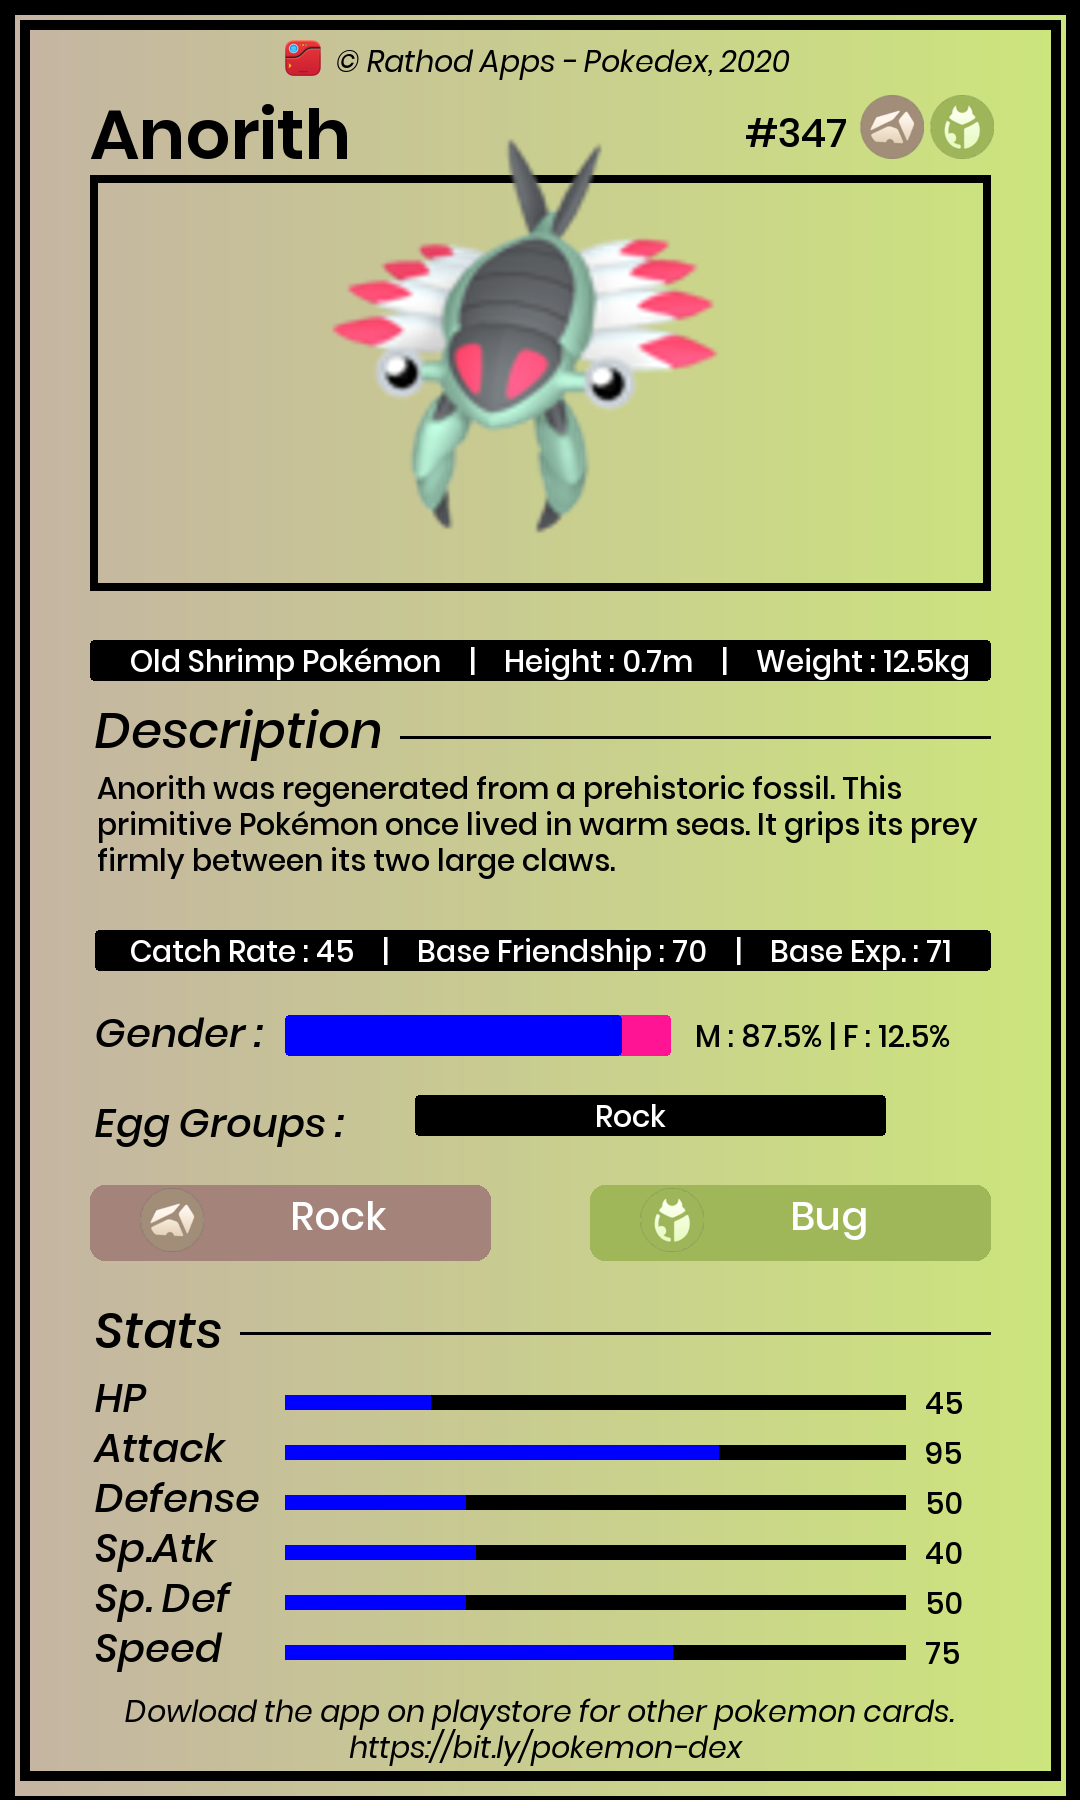 © Rathod Apps - Pokedex, 2020
Anorith
#347
Old Shrimp Pokémon | Height : 0.7m | Weight : 12.5kg
Description
Anorith was regenerated from a prehistoric fossil. This
primitive Pokémon once lived in warm seas. It grips its prey
firmly between its two large claws.
Catch Rate : 45 | Base Friendship : 70 | Base Exp. : 71
Gender : M : 87.5% | F : 12.5%
Egg Groups : Rock
Rock Bug
Stats
HP 45
Attack 95
Defense 50
Sp.Atk 40
Sp. Def 50
Speed 75
Dowload the app on playstore for other pokemon cards.
https://bit.ly/pokemon-dex